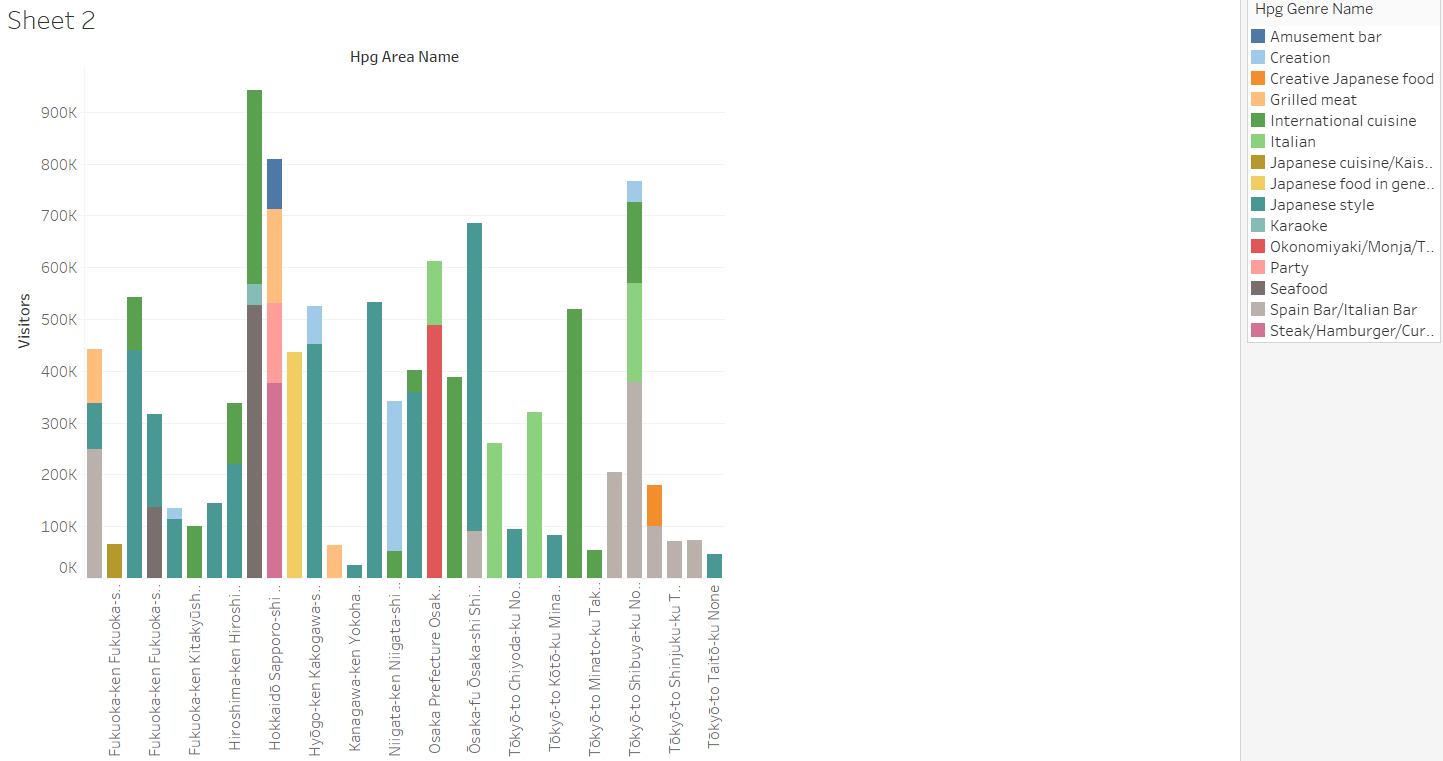 Sheet 2
Hpg Area Name
Visitors
900K
800K
700K
600K
500K
400K
300K
200K
100K
0K
Fukuoka-ken Fukuoka-s..
Fukuoka-ken Fukuoka-s..
Fukuoka-ken Kitakyūsh..
Hiroshima-ken Hiroshi..
Hokkaidō Sapporo-shi ..
Hyōgo-ken Kakogawa-s..
Kanagawa-ken Yokoha..
Niigata-ken Niigata-shi ..
Osaka Prefecture Osak..
Ōsaka-fu Ōsaka-shi Shi..
Tōkyō-to Chiyoda-ku No..
Tōkyō-to Kōtō-ku Mina..
Tōkyō-to Minato-ku Tak..
Tōkyō-to Shibuya-ku No..
Tōkyō-to Shinjuku-ku T..
Tōkyō-to Taitō-ku None
Hpg Genre Name
Amusement bar
Creation
Creative Japanese food
Grilled meat
International cuisine
Italian
Japanese cuisine/Kais..
Japanese food in gene..
Japanese style
Karaoke
Okonomiyaki/Monja/T..
Party
Seafood
Spain Bar/Italian Bar
Steak/Hamburger/Cur..